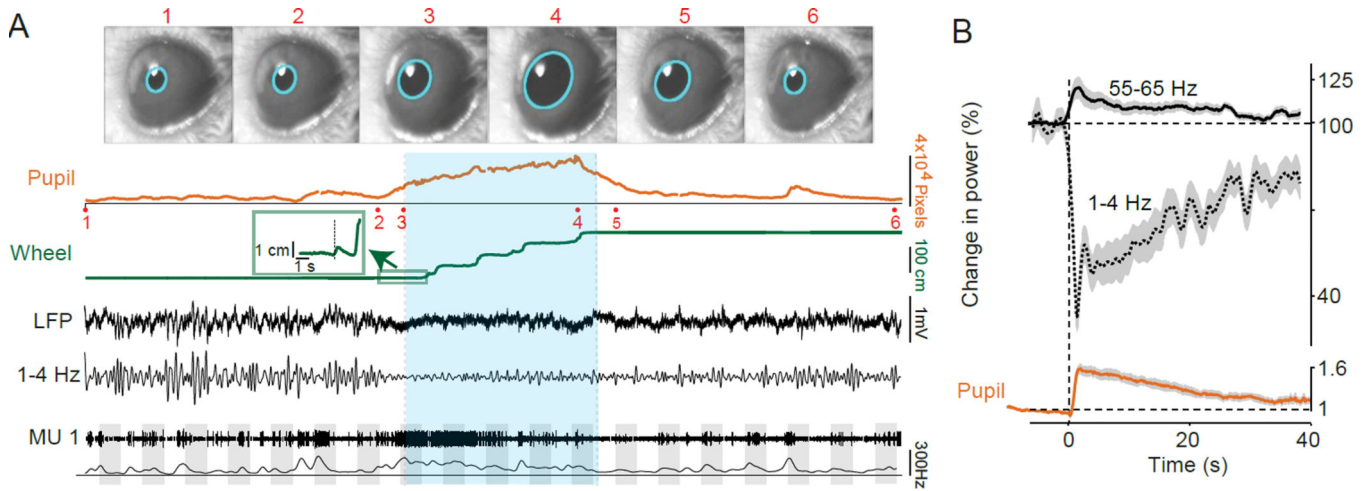 A
1 2 3 4 5 6
Pupil
4x10⁴ Pixels
1 2 3 4 5 6
Wheel
1 cm
1 s
100 cm
LFP
1mV
1-4 Hz
MU 1
300Hz
B
Change in power (%)
55-65 Hz
125
100
1-4 Hz
40
Pupil
1.6
1
0 20 40
Time (s)